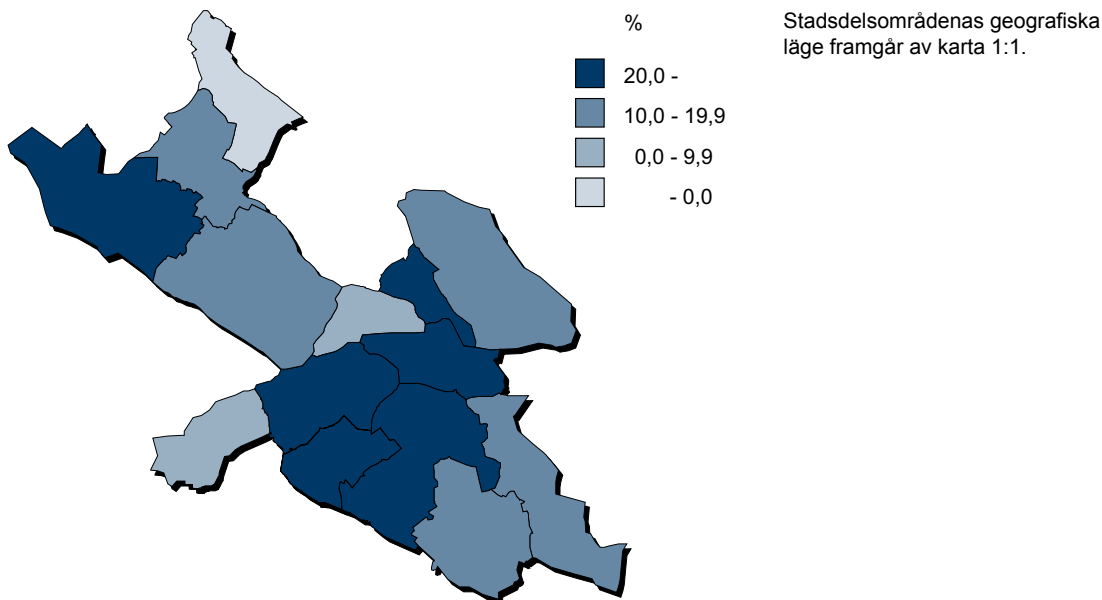 %
20,0 -
10,0 - 19,9
0,0 - 9,9
- 0,0
Stadsdelsområdenas geografiska
läge framgår av karta 1:1.